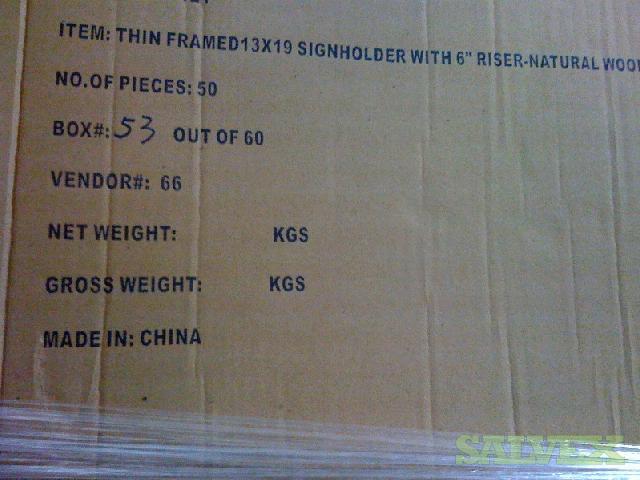 ITEM: THIN FRAMED13X19 SIGNHOLDER WITH 6" RISER-NATURAL
NO.OF PIECES: 50
BOX#: 53 OUT OF 60
VENDOR#: 66
NET WEIGHT: KGS
GROSS WEIGHT: KGS
MADE IN: CHINA
SALVEX